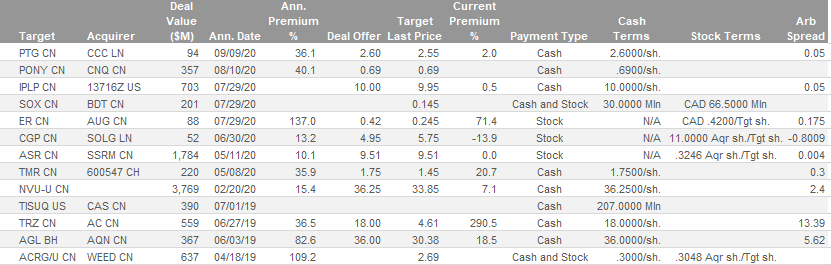 Deal Ann. Current
Value Premium Target Premium Cash Arb
Target Acquirer ($M) Ann. Date % Deal Offer Last Price % Payment Type Terms Stock Terms Spread
PTG CN CCC LN 94 09/09/20 36.1 2.60 2.55 2.0 Cash 2.6000/sh. 0.05
PONY CN CNQ CN 357 08/10/20 40.1 0.69 0.69 Cash .6900/sh.
IPLP CN 13716Z US 703 07/29/20 10.00 9.95 0.5 Cash 10.0000/sh. 0.05
SOX CN BDT CN 201 07/29/20 0.145 Cash and Stock 30.0000 Mln CAD 66.5000 Mln
ER CN AUG CN 88 07/29/20 137.0 0.42 0.245 71.4 Stock N/A CAD .4200/Tgt sh. 0.175
CGP CN SOLG LN 52 06/30/20 13.2 4.95 5.75 -13.9 Stock N/A 11.0000 Aqr sh./Tgt sh. -0.8009
ASR CN SSRM CN 1,784 05/11/20 10.1 9.51 9.51 0.0 Stock N/A .3246 Aqr sh./Tgt sh. 0.004
TMR CN 600547 CH 220 05/08/20 35.9 1.75 1.45 20.7 Cash 1.7500/sh. 0.3
NVU-U CN 3,769 02/20/20 15.4 36.25 33.85 7.1 Cash 36.2500/sh. 2.4
TISUQ US CAS CN 390 07/01/19 Cash 207.0000 Mln
TRZ CN AC CN 559 06/27/19 36.5 18.00 4.61 290.5 Cash 18.0000/sh. 13.39
AGL BH AQN CN 367 06/03/19 82.6 36.00 30.38 18.5 Cash 36.0000/sh. 5.62
ACRG/U CN WEED CN 637 04/18/19 109.2 2.69 Cash and Stock .3000/sh. .3048 Aqr sh./Tgt sh.